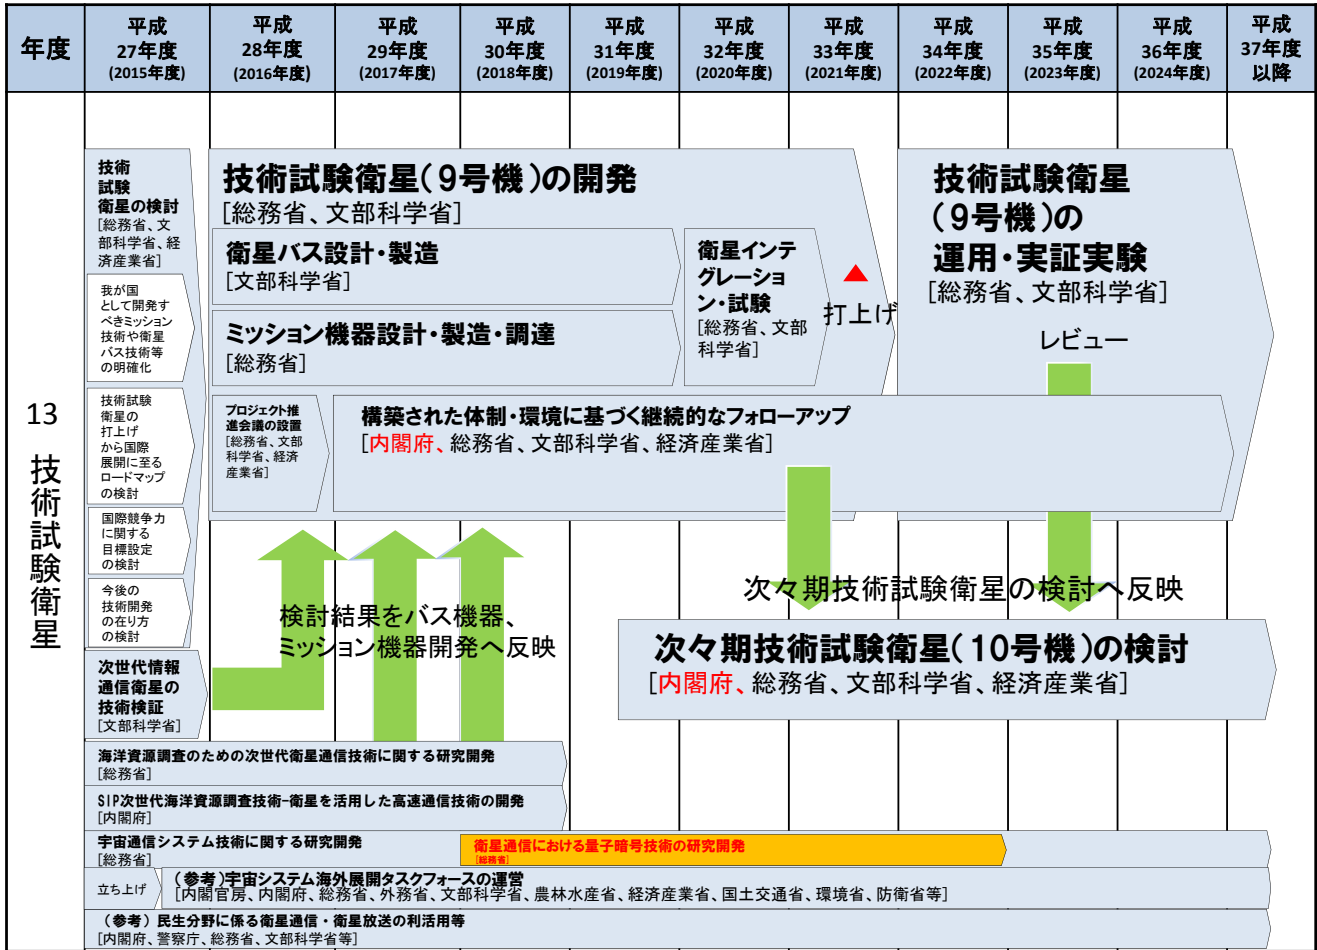 年度
平成
27年度
(2015年度)
平成
28年度
(2016年度)
平成
29年度
(2017年度)
平成
30年度
(2018年度)
平成
31年度
(2019年度)
平成
32年度
(2020年度)
平成
33年度
(2021年度)
平成
34年度
(2022年度)
平成
35年度
(2023年度)
平成
36年度
(2024年度)
平成
37年度
以降
13
技術試験衛星
技術
試験
衛星の検討
[総務省、文
部科学省、経
済産業省]
我が国
として開発す
べきミッション
技術や衛星
バス技術等
の明確化
技術試験
衛星の
打上げ
から国際
展開に至る
ロードマップ
の検討
国際競争力
に関する
目標設定
の検討
今後の
技術開発
の在り方
の検討
次世代情報
通信衛星の
技術検証
[文部科学省]
技術試験衛星(9号機)の開発
[総務省、文部科学省]
衛星バス設計・製造
[文部科学省]
ミッション機器設計・製造・調達
[総務省]
衛星インテ
グレーショ
ン・試験
[総務省、文部
科学省]
打上げ
技術試験衛星
(9号機)の
運用・実証実験
[総務省、文部科学省]
レビュー
プロジェクト推
進会議の設置
[総務省、文部
科学省、経済
産業省]
構築された体制・環境に基づく継続的なフォローアップ
[内閣府、総務省、文部科学省、経済産業省]
検討結果をバス機器、
ミッション機器開発へ反映
次々期技術試験衛星の検討へ反映
次々期技術試験衛星(10号機)の検討
[内閣府、総務省、文部科学省、経済産業省]
海洋資源調査のための次世代衛星通信技術に関する研究開発
[総務省]
SIP次世代海洋資源調査技術-衛星を活用した高速通信技術の開発
[内閣府]
宇宙通信システム技術に関する研究開発
[総務省]
衛星通信における量子暗号技術の研究開発
[総務省]
立ち上げ
(参考)宇宙システム海外展開タスクフォースの運営
[内閣官房、内閣府、総務省、外務省、文部科学省、農林水産省、経済産業省、国土交通省、環境省、防衛省等]
(参考) 民生分野に係る衛星通信・衛星放送の利活用等
[内閣府、警察庁、総務省、文部科学省等]